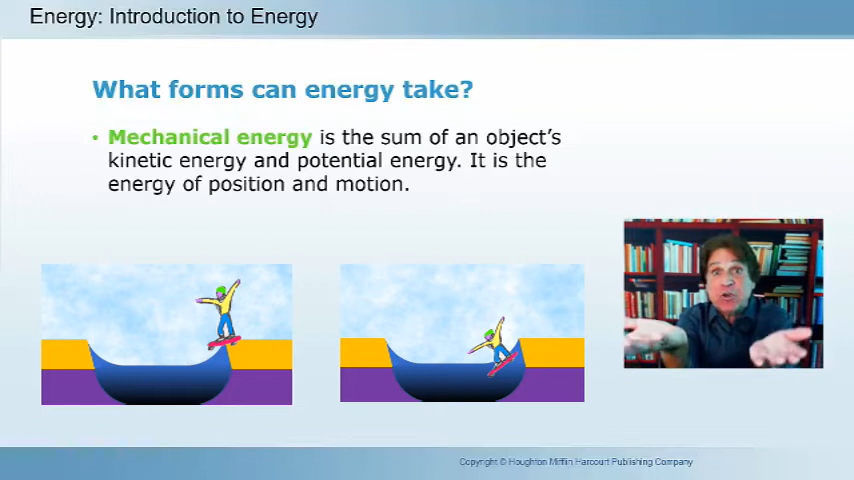 Energy: Introduction to Energy
What forms can energy take?
• Mechanical energy is the sum of an object’s
kinetic energy and potential energy. It is the
energy of position and motion.
Copyright © Houghton Mifflin Harcourt Publishing Company